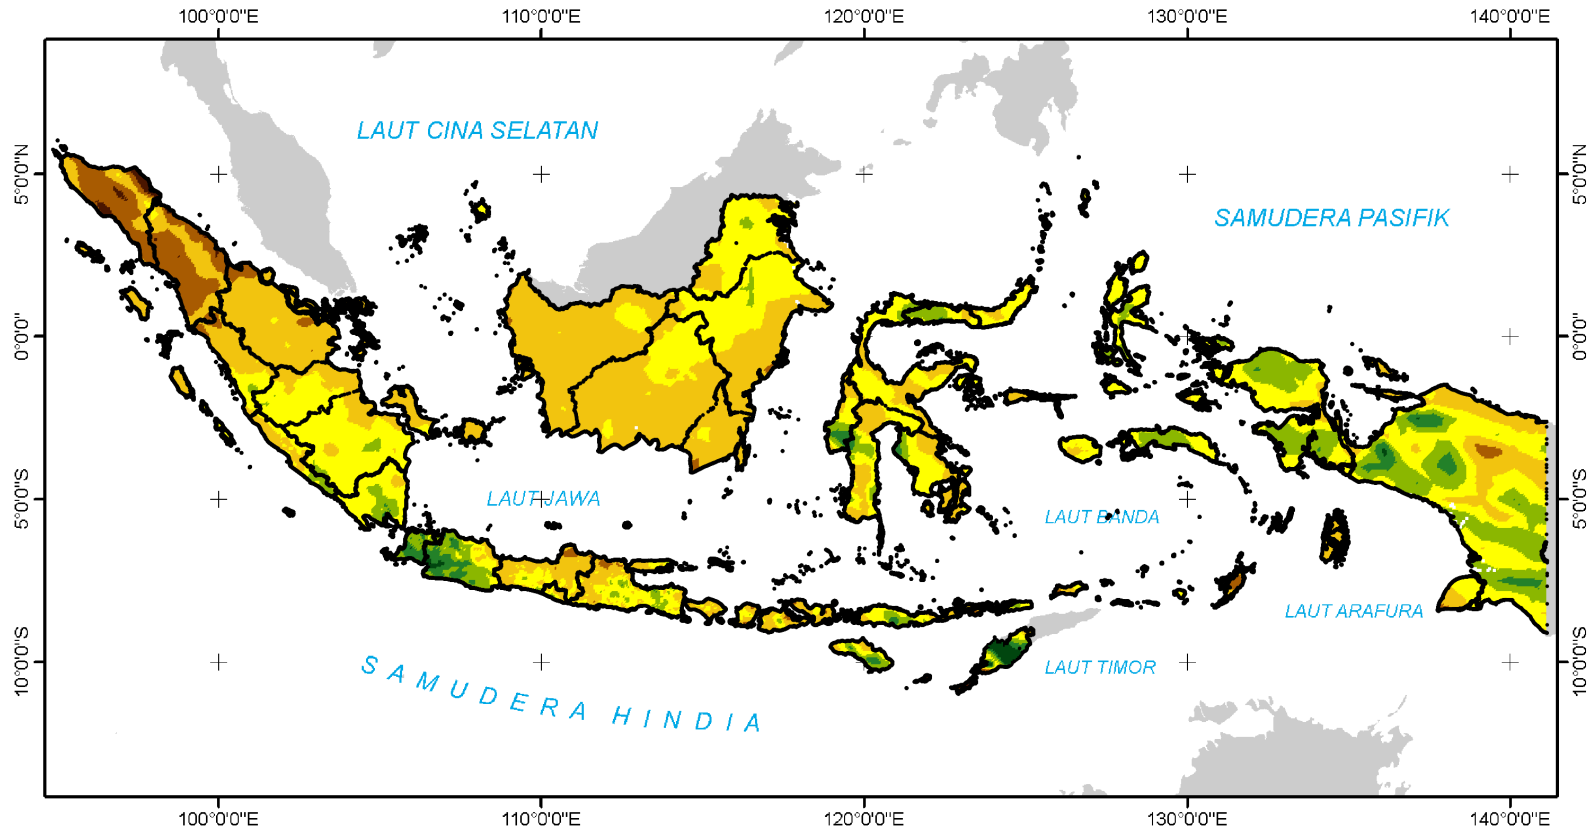 100°0'0"E 110°0'0"E 120°0'0"E 130°0'0"E 140°0'0"E
LAUT CINA SELATAN
5°0'0"N 5°0'0"N
SAMUDERA PASIFIK
0°0'0" 0°0'0"
LAUT JAWA
5°0'0"S 5°0'0"S
LAUT BANDA
LAUT ARAFURA
10°0'0"S 10°0'0"S
LAUT TIMOR
SAMUDERA HINDIA
100°0'0"E 110°0'0"E 120°0'0"E 130°0'0"E 140°0'0"E